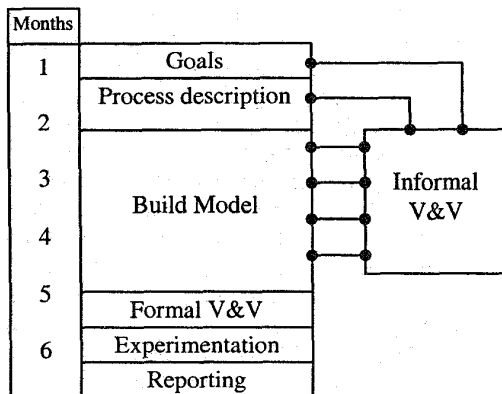 Months
1
Goals
Process description
2
3
Build Model
Informal
V&V
4
5
Formal V&V
6
Experimentation
Reporting